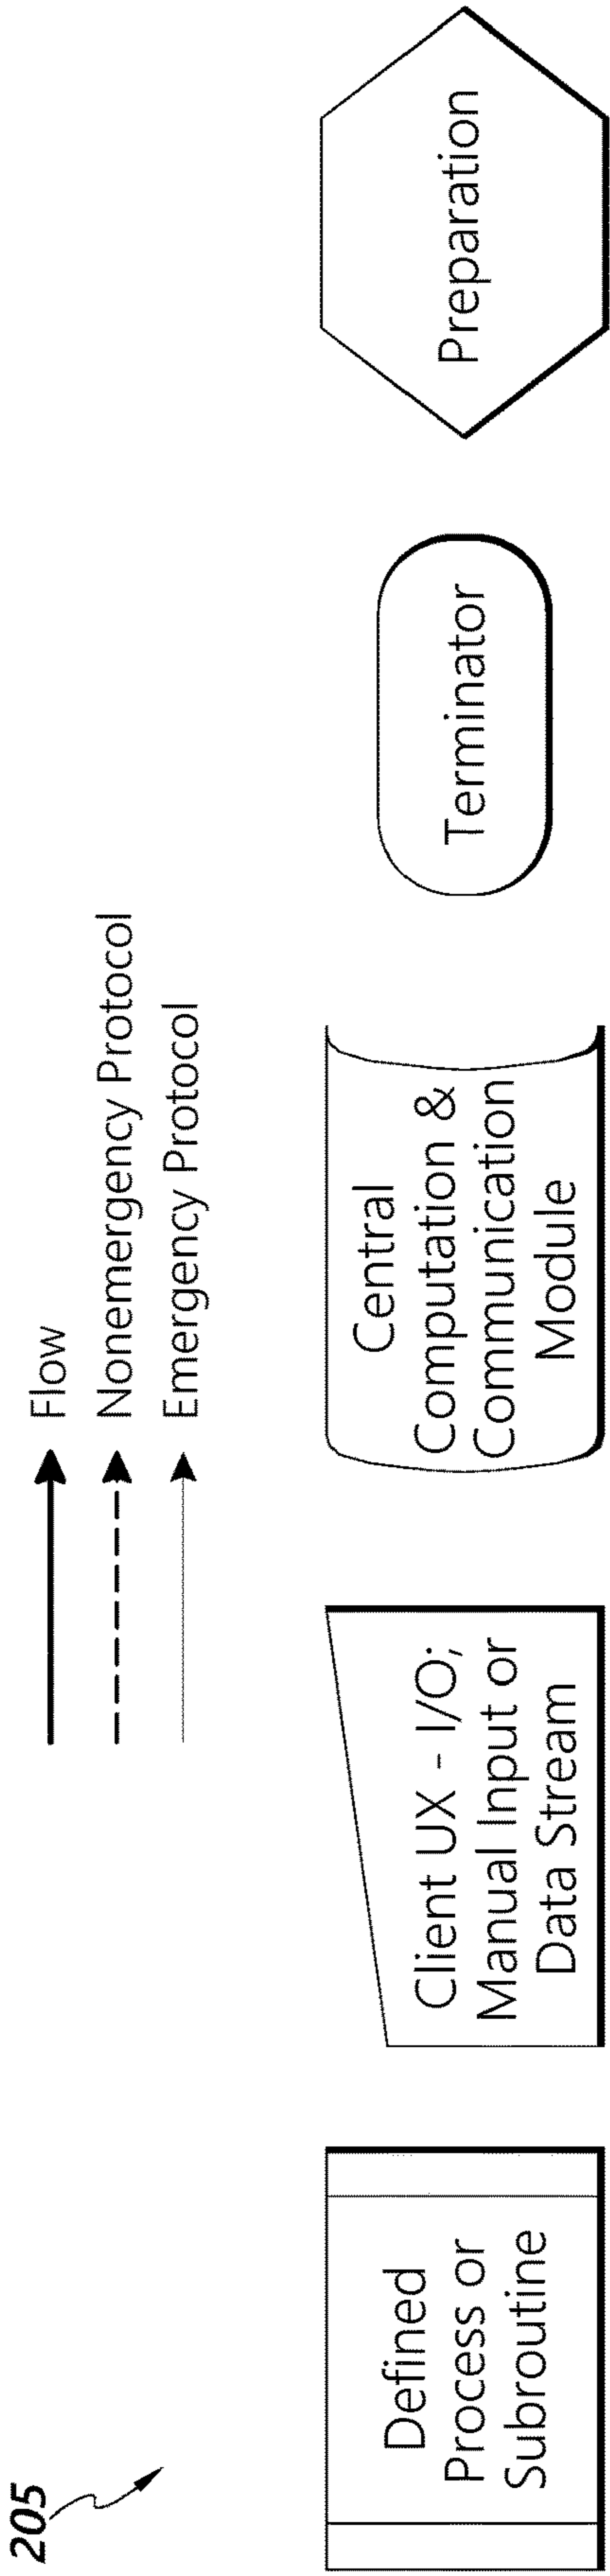 205
Flow
Nonemergency Protocol
Emergency Protocol
Defined
Process or
Subroutine
Client UX - I/O;
Manual Input or
Data Stream
Central
Computation &
Communication
Module
Terminator
Preparation